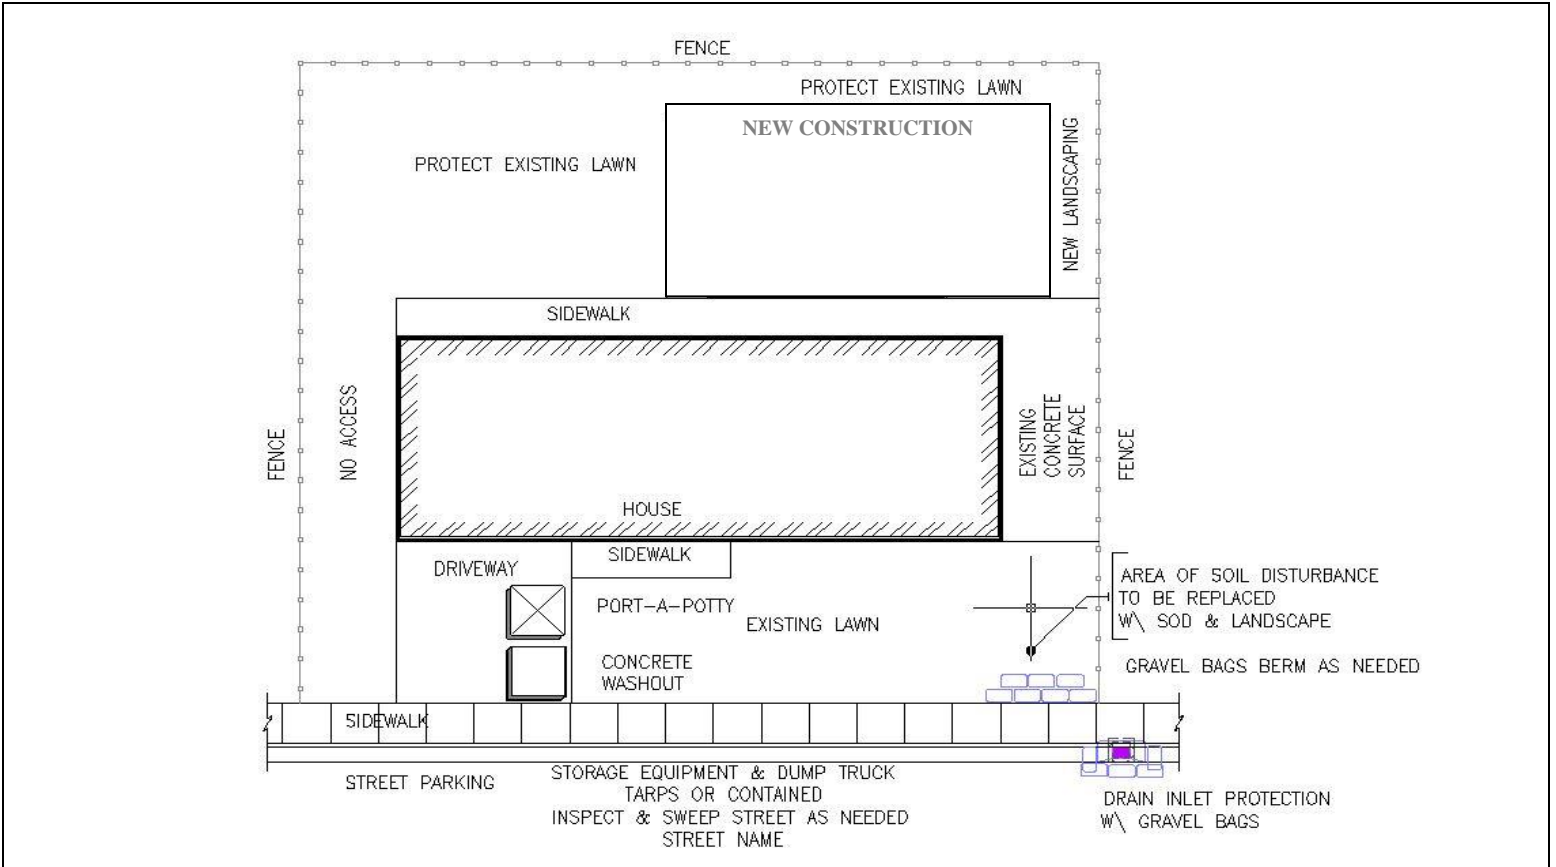 FENCE
PROTECT EXISTING LAWN
NEW CONSTRUCTION
PROTECT EXISTING LAWN
NEW LANDSCAPING
SIDEWALK
FENCE
NO ACCESS
EXISTING
CONCRETE
SURFACE
FENCE
HOUSE
SIDEWALK
DRIVEWAY
PORT-A-POTTY
EXISTING LAWN
AREA OF SOIL DISTURBANCE
TO BE REPLACED
W\ SOD & LANDSCAPE
CONCRETE
WASHOUT
GRAVEL BAGS BERM AS NEEDED
SIDEWALK
STREET PARKING
STORAGE EQUIPMENT & DUMP TRUCK
TARPS OR CONTAINED
INSPECT & SWEEP STREET AS NEEDED
STREET NAME
DRAIN INLET PROTECTION
W\ GRAVEL BAGS